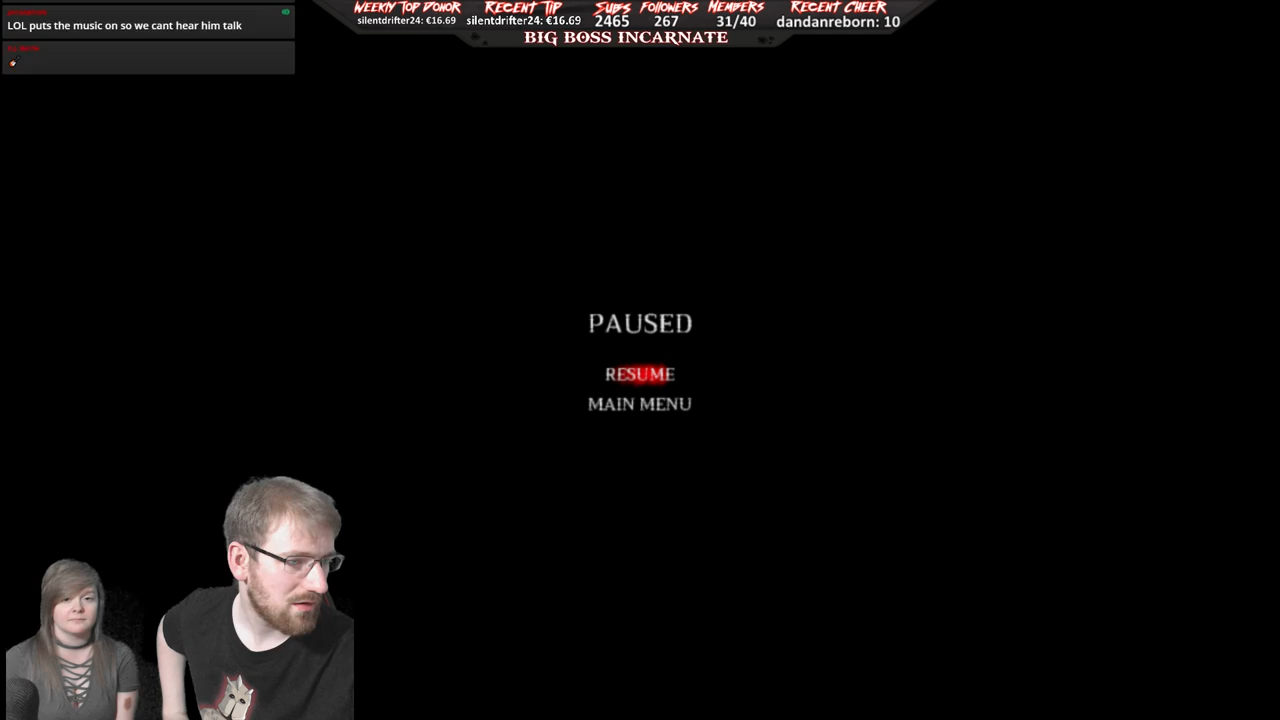 LOL puts the music on so we cant hear him talk
WEEKLY TOP DONOR RECENT TIP SUBS FOLLOWERS MEMBERS RECENT CHEER
silentdrifter24: €16.69 silentdrifter24: €16.69 2465 267 31/40 dandanreborn: 10
BIG BOSS INCARNATE
PAUSED
RESUME
MAIN MENU